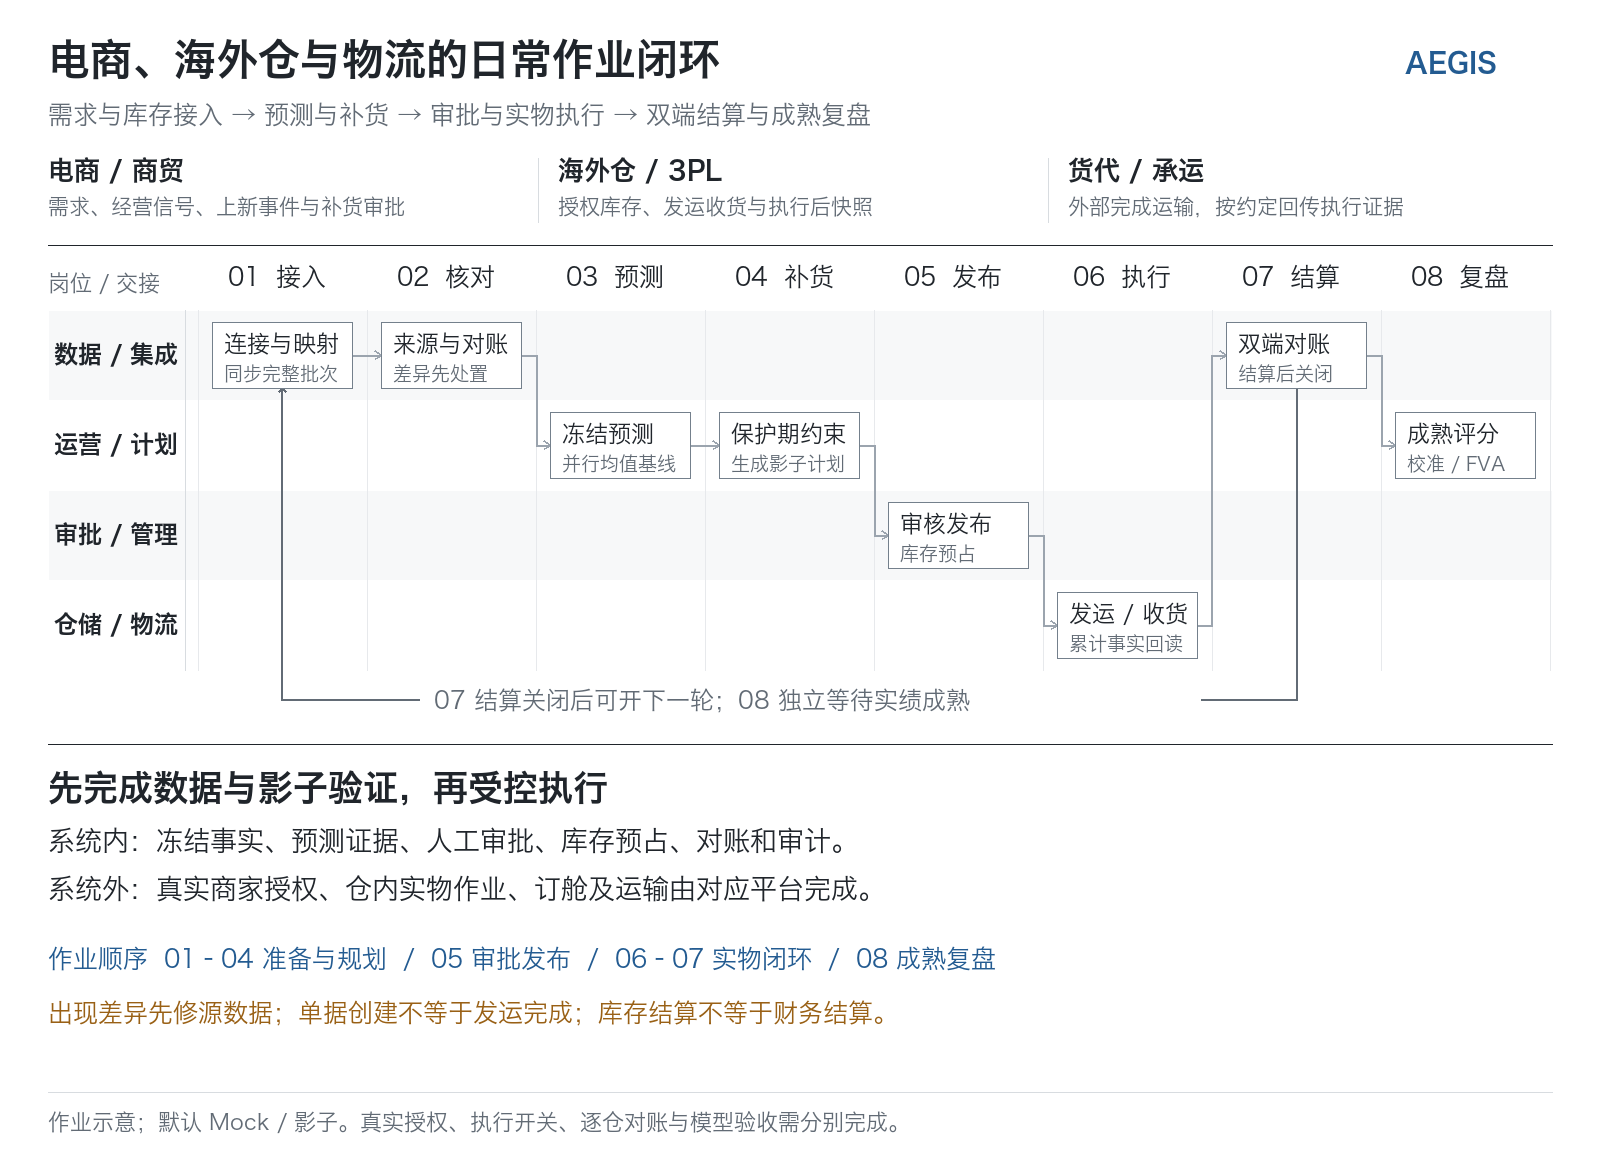 电商、海外仓与物流的日常作业闭环
AEGIS
需求与库存接入 → 预测与补货 → 审批与实物执行 → 双端结算与成熟复盘
电商 / 商贸
需求、经营信号、上新事件与补货审批
海外仓 / 3PL
授权库存、发运收货与执行后快照
货代 / 承运
外部完成运输，按约定回传执行证据
岗位 / 交接
01 接入
02 核对
03 预测
04 补货
05 发布
06 执行
07 结算
08 复盘
数据 / 集成
连接与映射
同步完整批次
来源与对账
差异先处置
双端对账
结算后关闭
运营 / 计划
冻结预测
并行均值基线
保护期约束
生成影子计划
成熟评分
校准 / FVA
审批 / 管理
审核发布
库存预占
仓储 / 物流
发运 / 收货
累计事实回读
07 结算关闭后可开下一轮；08 独立等待实绩成熟
先完成数据与影子验证，再受控执行
系统内：冻结事实、预测证据、人工审批、库存预占、对账和审计。
系统外：真实商家授权、仓内实物作业、订舱及运输由对应平台完成。
作业顺序 01 - 04 准备与规划 / 05 审批发布 / 06 - 07 实物闭环 / 08 成熟复盘
出现差异先修源数据；单据创建不等于发运完成；库存结算不等于财务结算。
作业示意；默认 Mock / 影子。真实授权、执行开关、逐仓对账与模型验收需分别完成。